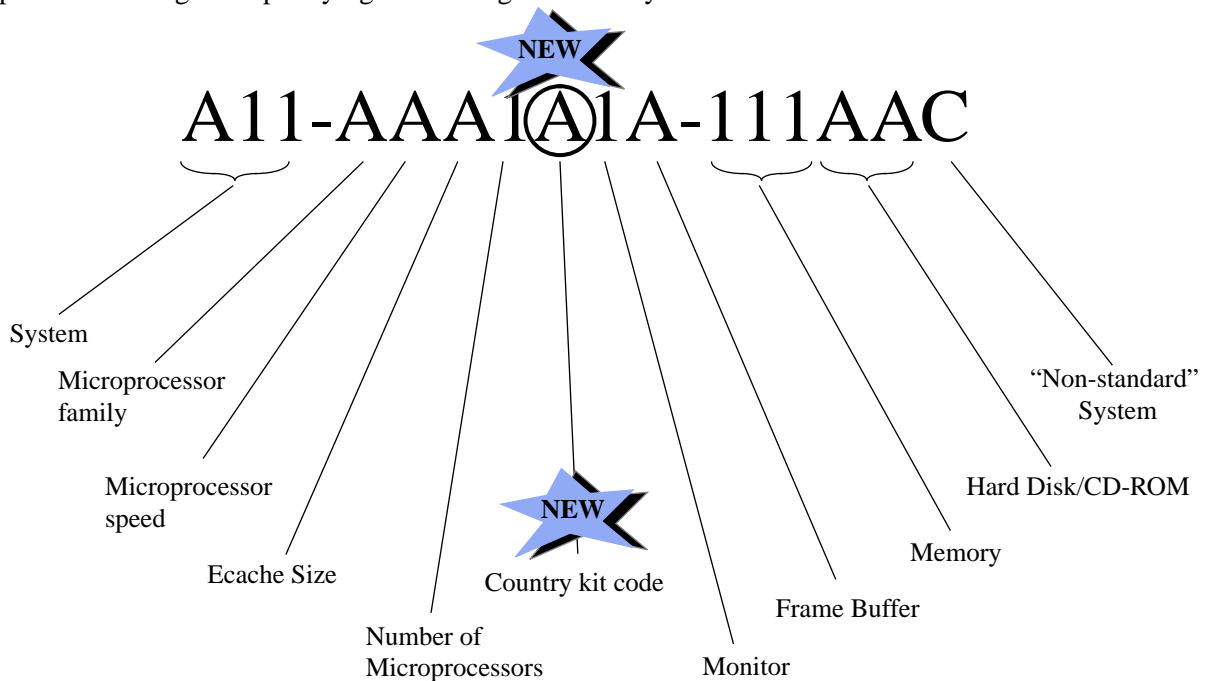 NEW
A11-AAA1A1A-111AAC
System
Microprocessor
family
"Non-standard"
System
Microprocessor
speed
Hard Disk/CD-ROM
NEW
Memory
Ecache Size
Country kit code
Frame Buffer
Number of
Microprocessors
Monitor